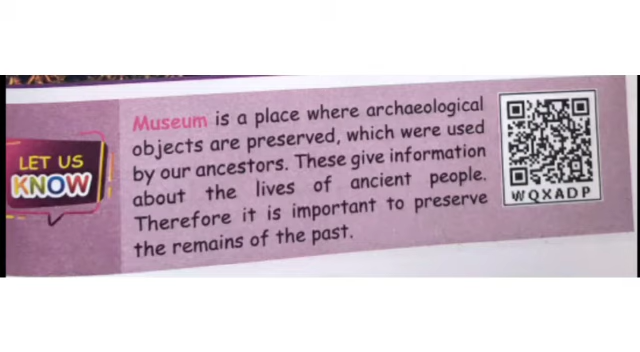 LET US
KNOW
Museum is a place where archaeological
objects are preserved, which were used
by our ancestors. These give information
about the lives of ancient people.
Therefore it is important to preserve
the remains of the past.
WQXADP